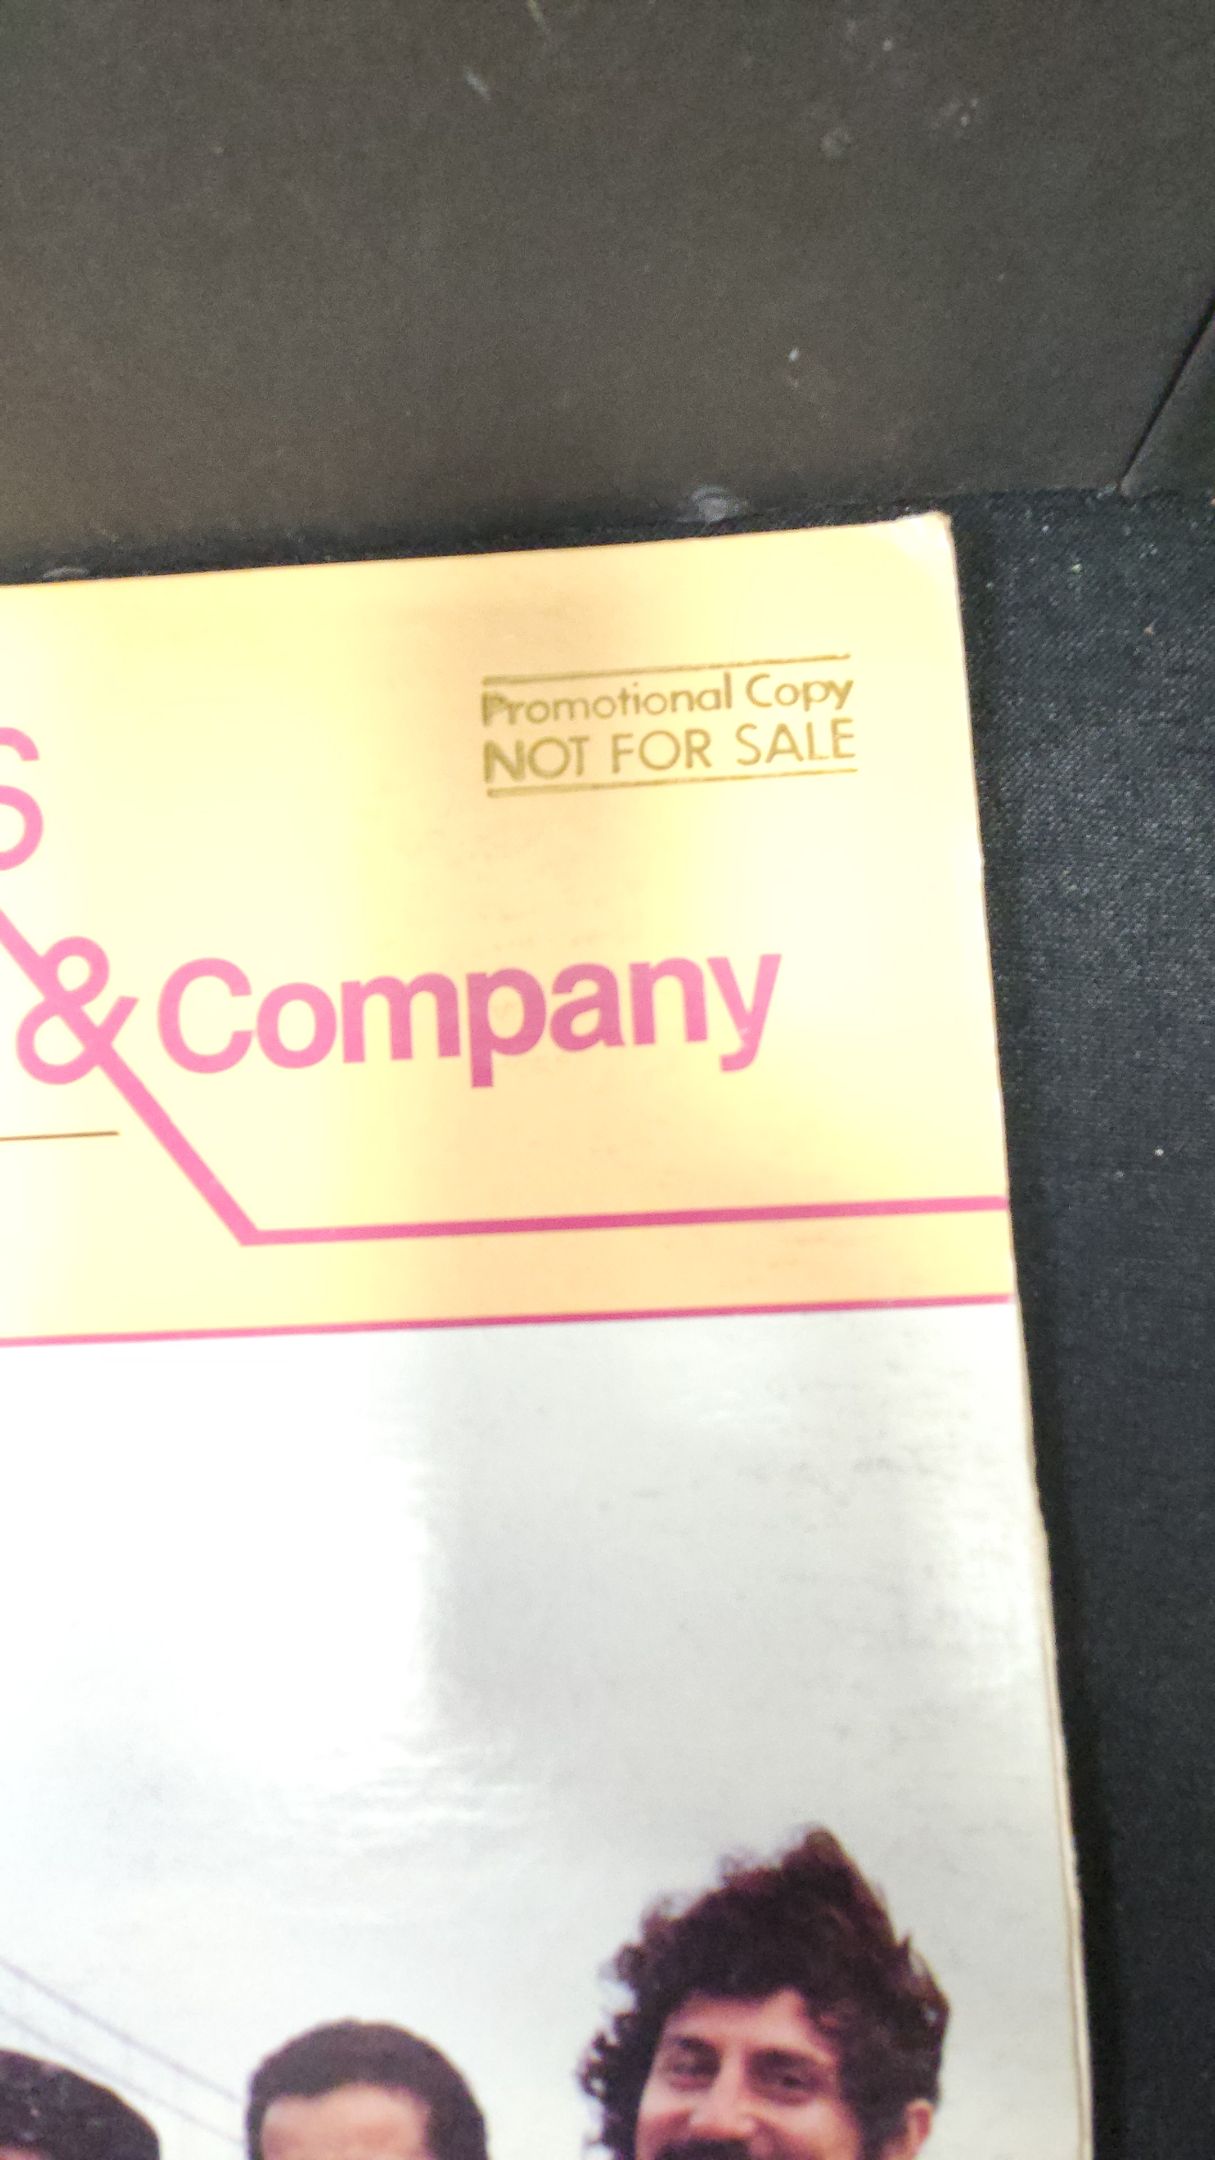 Promotional Copy
NOT FOR SALE
S
& Company